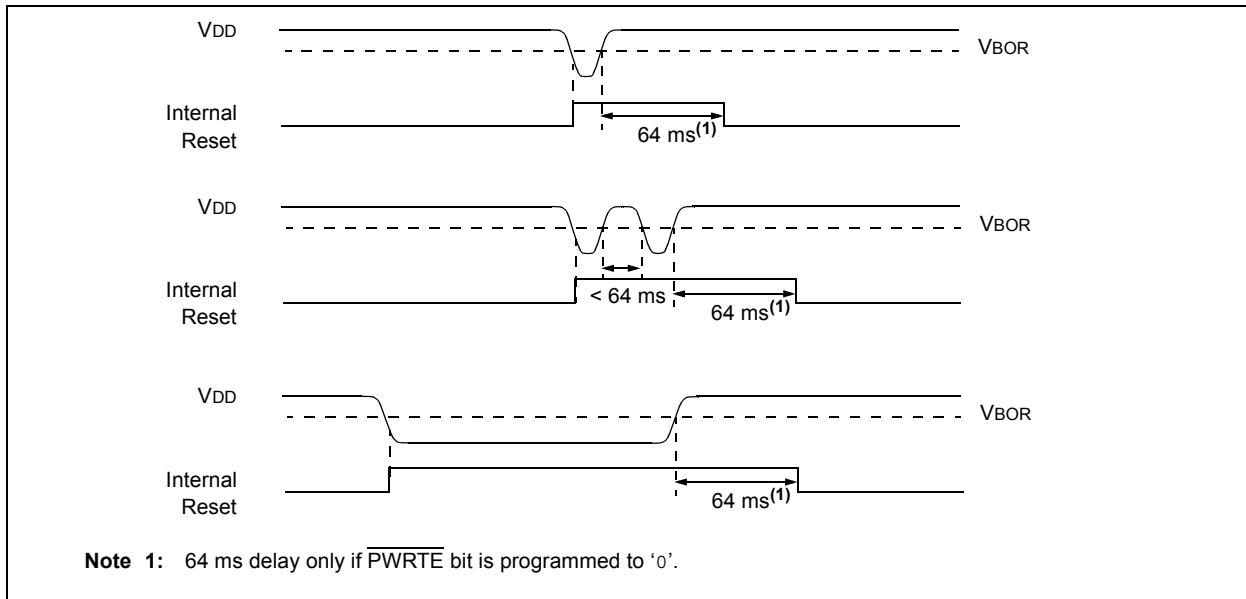 VDD
VBOR
Internal
Reset
64 ms(1)
VDD
VBOR
Internal
Reset
< 64 ms
64 ms(1)
VDD
VBOR
Internal
Reset
64 ms(1)
Note 1: 64 ms delay only if P̅W̅R̅T̅E̅ bit is programmed to ‘0’.